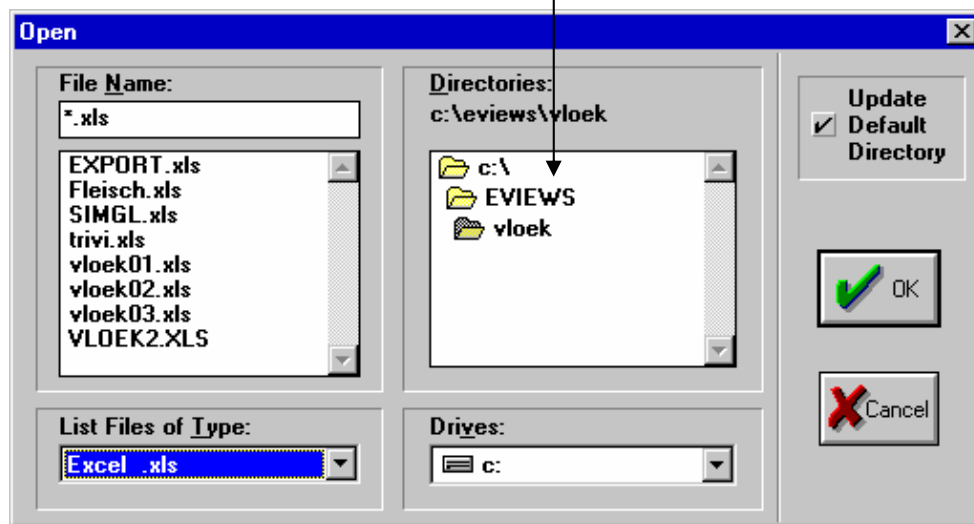 Open
File Name:
*.xls
EXPORT.xls
Fleisch.xls
SIMGL.xls
trivi.xls
vloek01.xls
vloek02.xls
vloek03.xls
VLOEK2.XLS
List Files of Type:
Excel .xls
Directories:
c:\eviews\vloek
c:\
EVIEWS
vloek
Drives:
c:
Update
Default
Directory
OK
Cancel